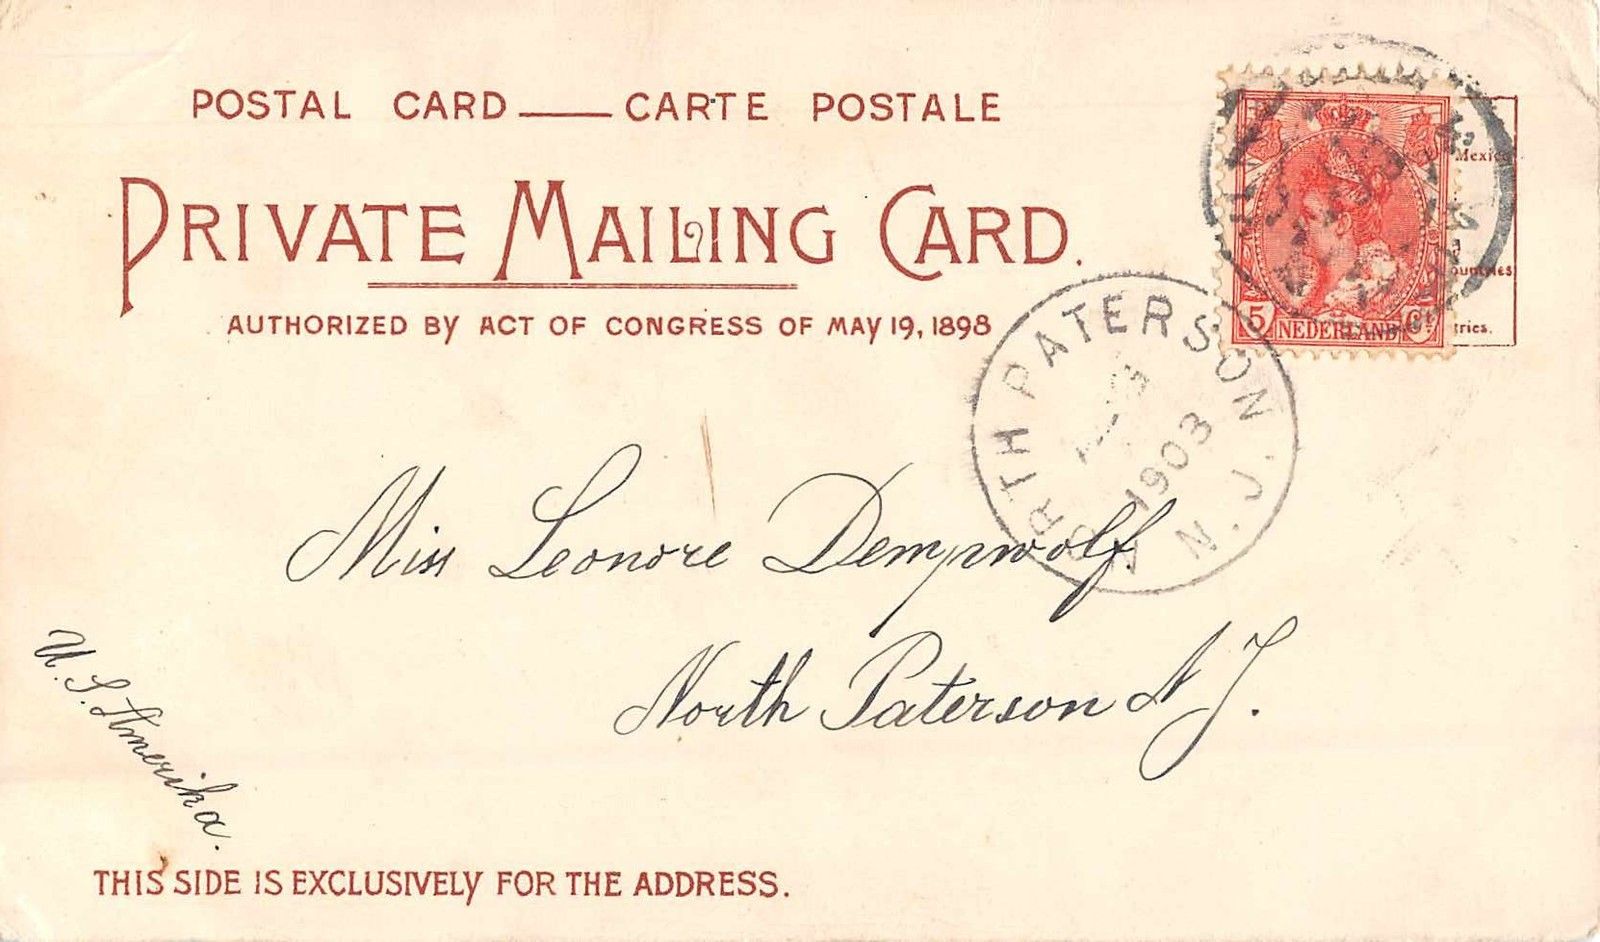 POSTAL CARD — CARTE POSTALE
PRIVATE MAILING CARD.
AUTHORIZED BY ACT OF CONGRESS OF MAY 19, 1898
Mexico
ountries
tries.
5 NEDERLAND Ct
NORTH PATERSON N.J.
1903
Miss Leonore Dempwolf.
North Paterson N J.
U. S. Amerika.
THIS SIDE IS EXCLUSIVELY FOR THE ADDRESS.